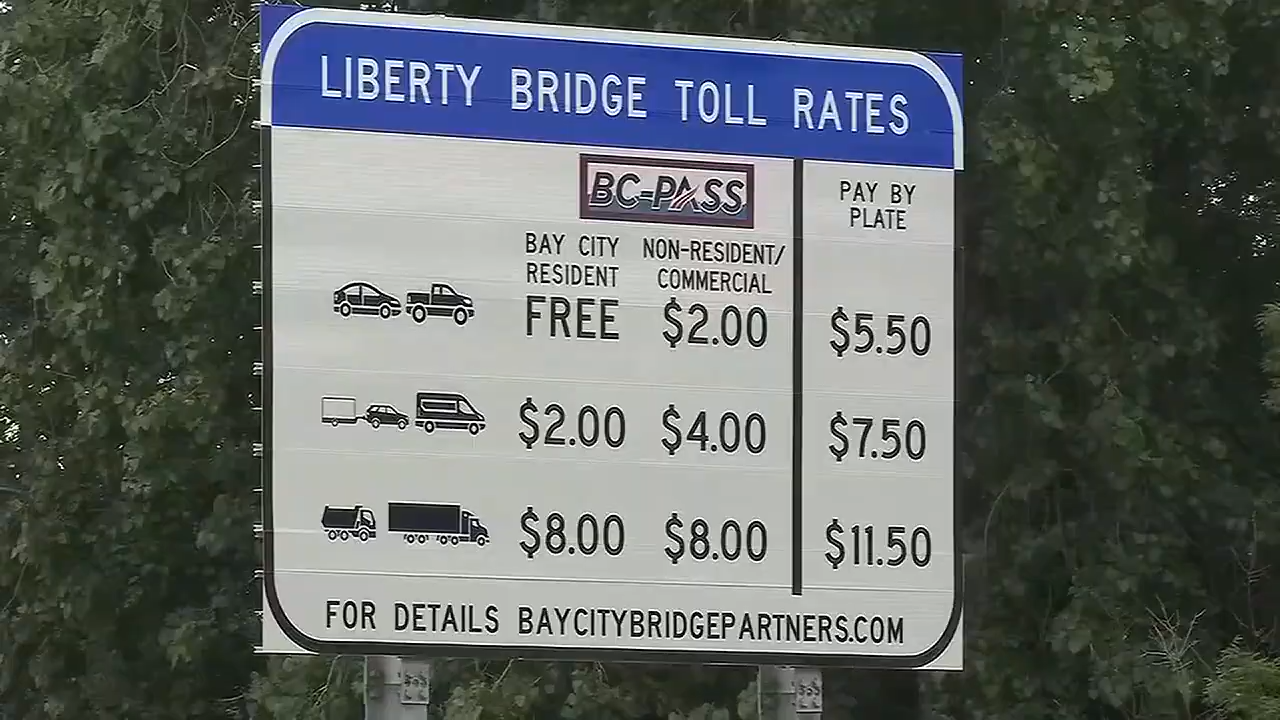 LIBERTY BRIDGE TOLL RATES
BC-PASS
PAY BY
PLATE
BAY CITY NON-RESIDENT/
RESIDENT COMMERCIAL
FREE $2.00 $5.50
$2.00 $4.00 $7.50
$8.00 $8.00 $11.50
FOR DETAILS BAYCITYBRIDGEPARTNERS.COM